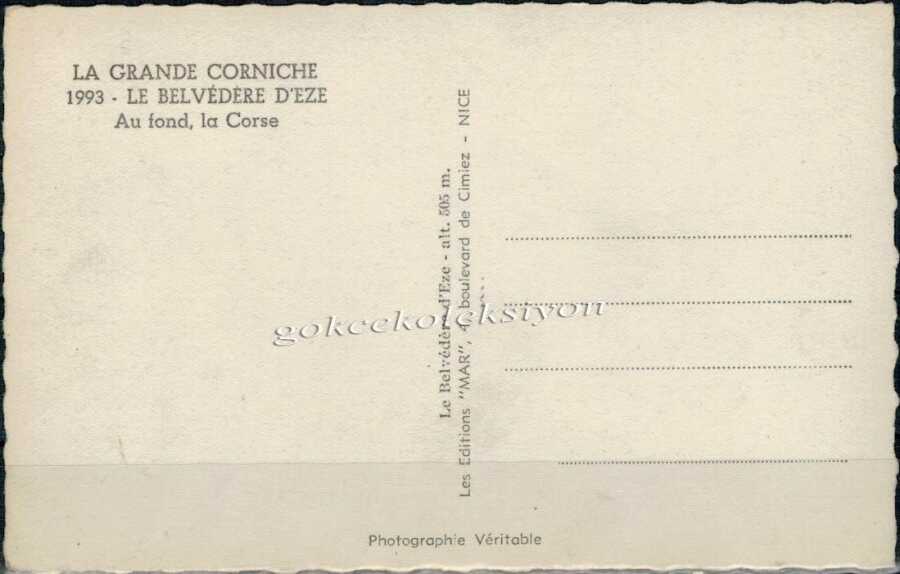 LA GRANDE CORNICHE
1993 - LE BELVÉDÈRE D'EZE
Au fond, la Corse
Le Belvédère d'Eze - alt. 505 m.
Les Editions "MAR", boulevard de Cimiez - NICE
gokcekoleksiyon
Photographie Véritable